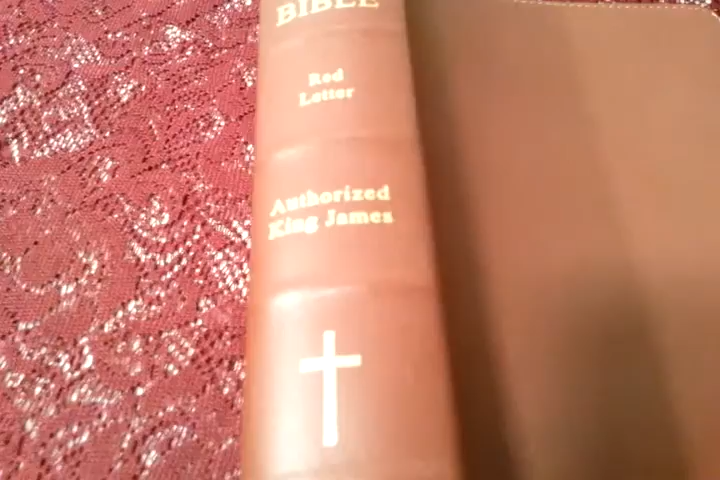 BIBLE
Red
Letter
Authorized
King James